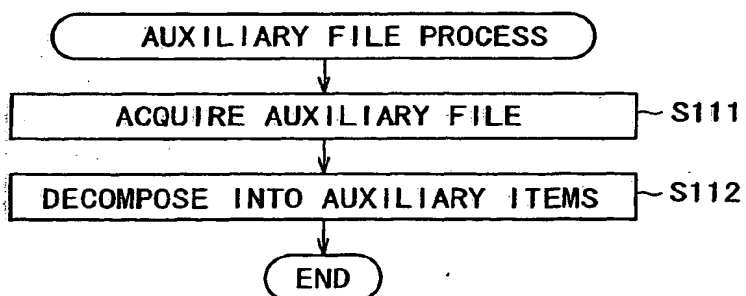 AUXILIARY FILE PROCESS
ACQUIRE AUXILIARY FILE
S111
DECOMPOSE INTO AUXILIARY ITEMS
S112
END